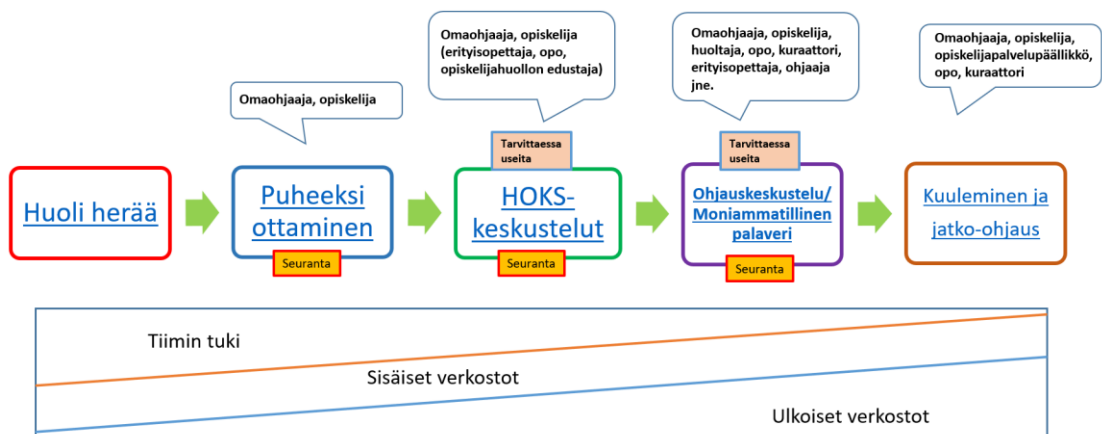 Omaohjaaja, opiskelija
Omaohjaaja, opiskelija
(erityisopettaja, opo,
opiskelijahuollon edustaja)
Omaohjaaja, opiskelija,
huoltaja, opo, kuraattori,
erityisopettaja, ohjaaja
jne.
Omaohjaaja, opiskelija,
opiskelijapalvelupäällikkö,
opo, kuraattori
Tarvittaessa
useita
Tarvittaessa
useita
Huoli herää
Puheeksi
ottaminen
HOKS-
keskustelut
Ohjauskeskustelu/
Moniammatillinen
palaveri
Kuuleminen ja
jatko-ohjaus
Seuranta
Seuranta
Seuranta
Tiimin tuki
Sisäiset verkostot
Ulkoiset verkostot